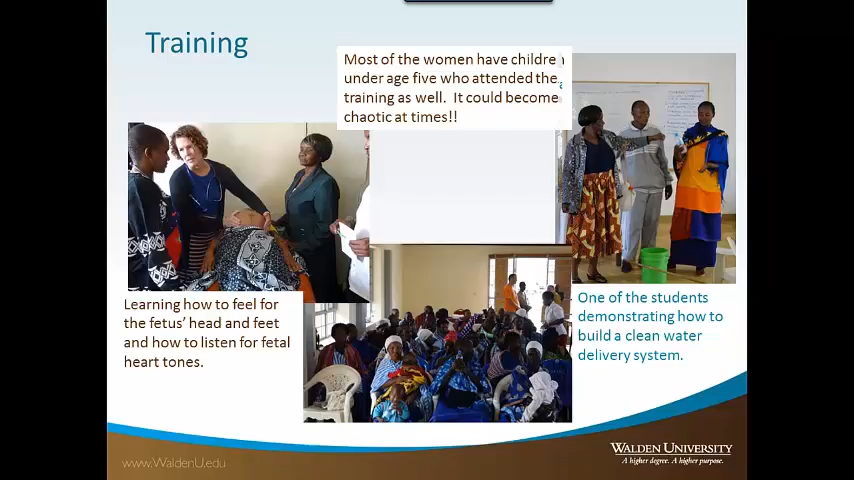 Training
Most of the women have children
under age five who attended the
training as well.  It could become
chaotic at times!!
Learning how to feel for
the fetus' head and feet
and how to listen for fetal
heart tones.
One of the students
demonstrating how to
build a clean water
delivery system.
www.WaldenU.edu
WALDEN UNIVERSITY
A higher degree. A higher purpose.